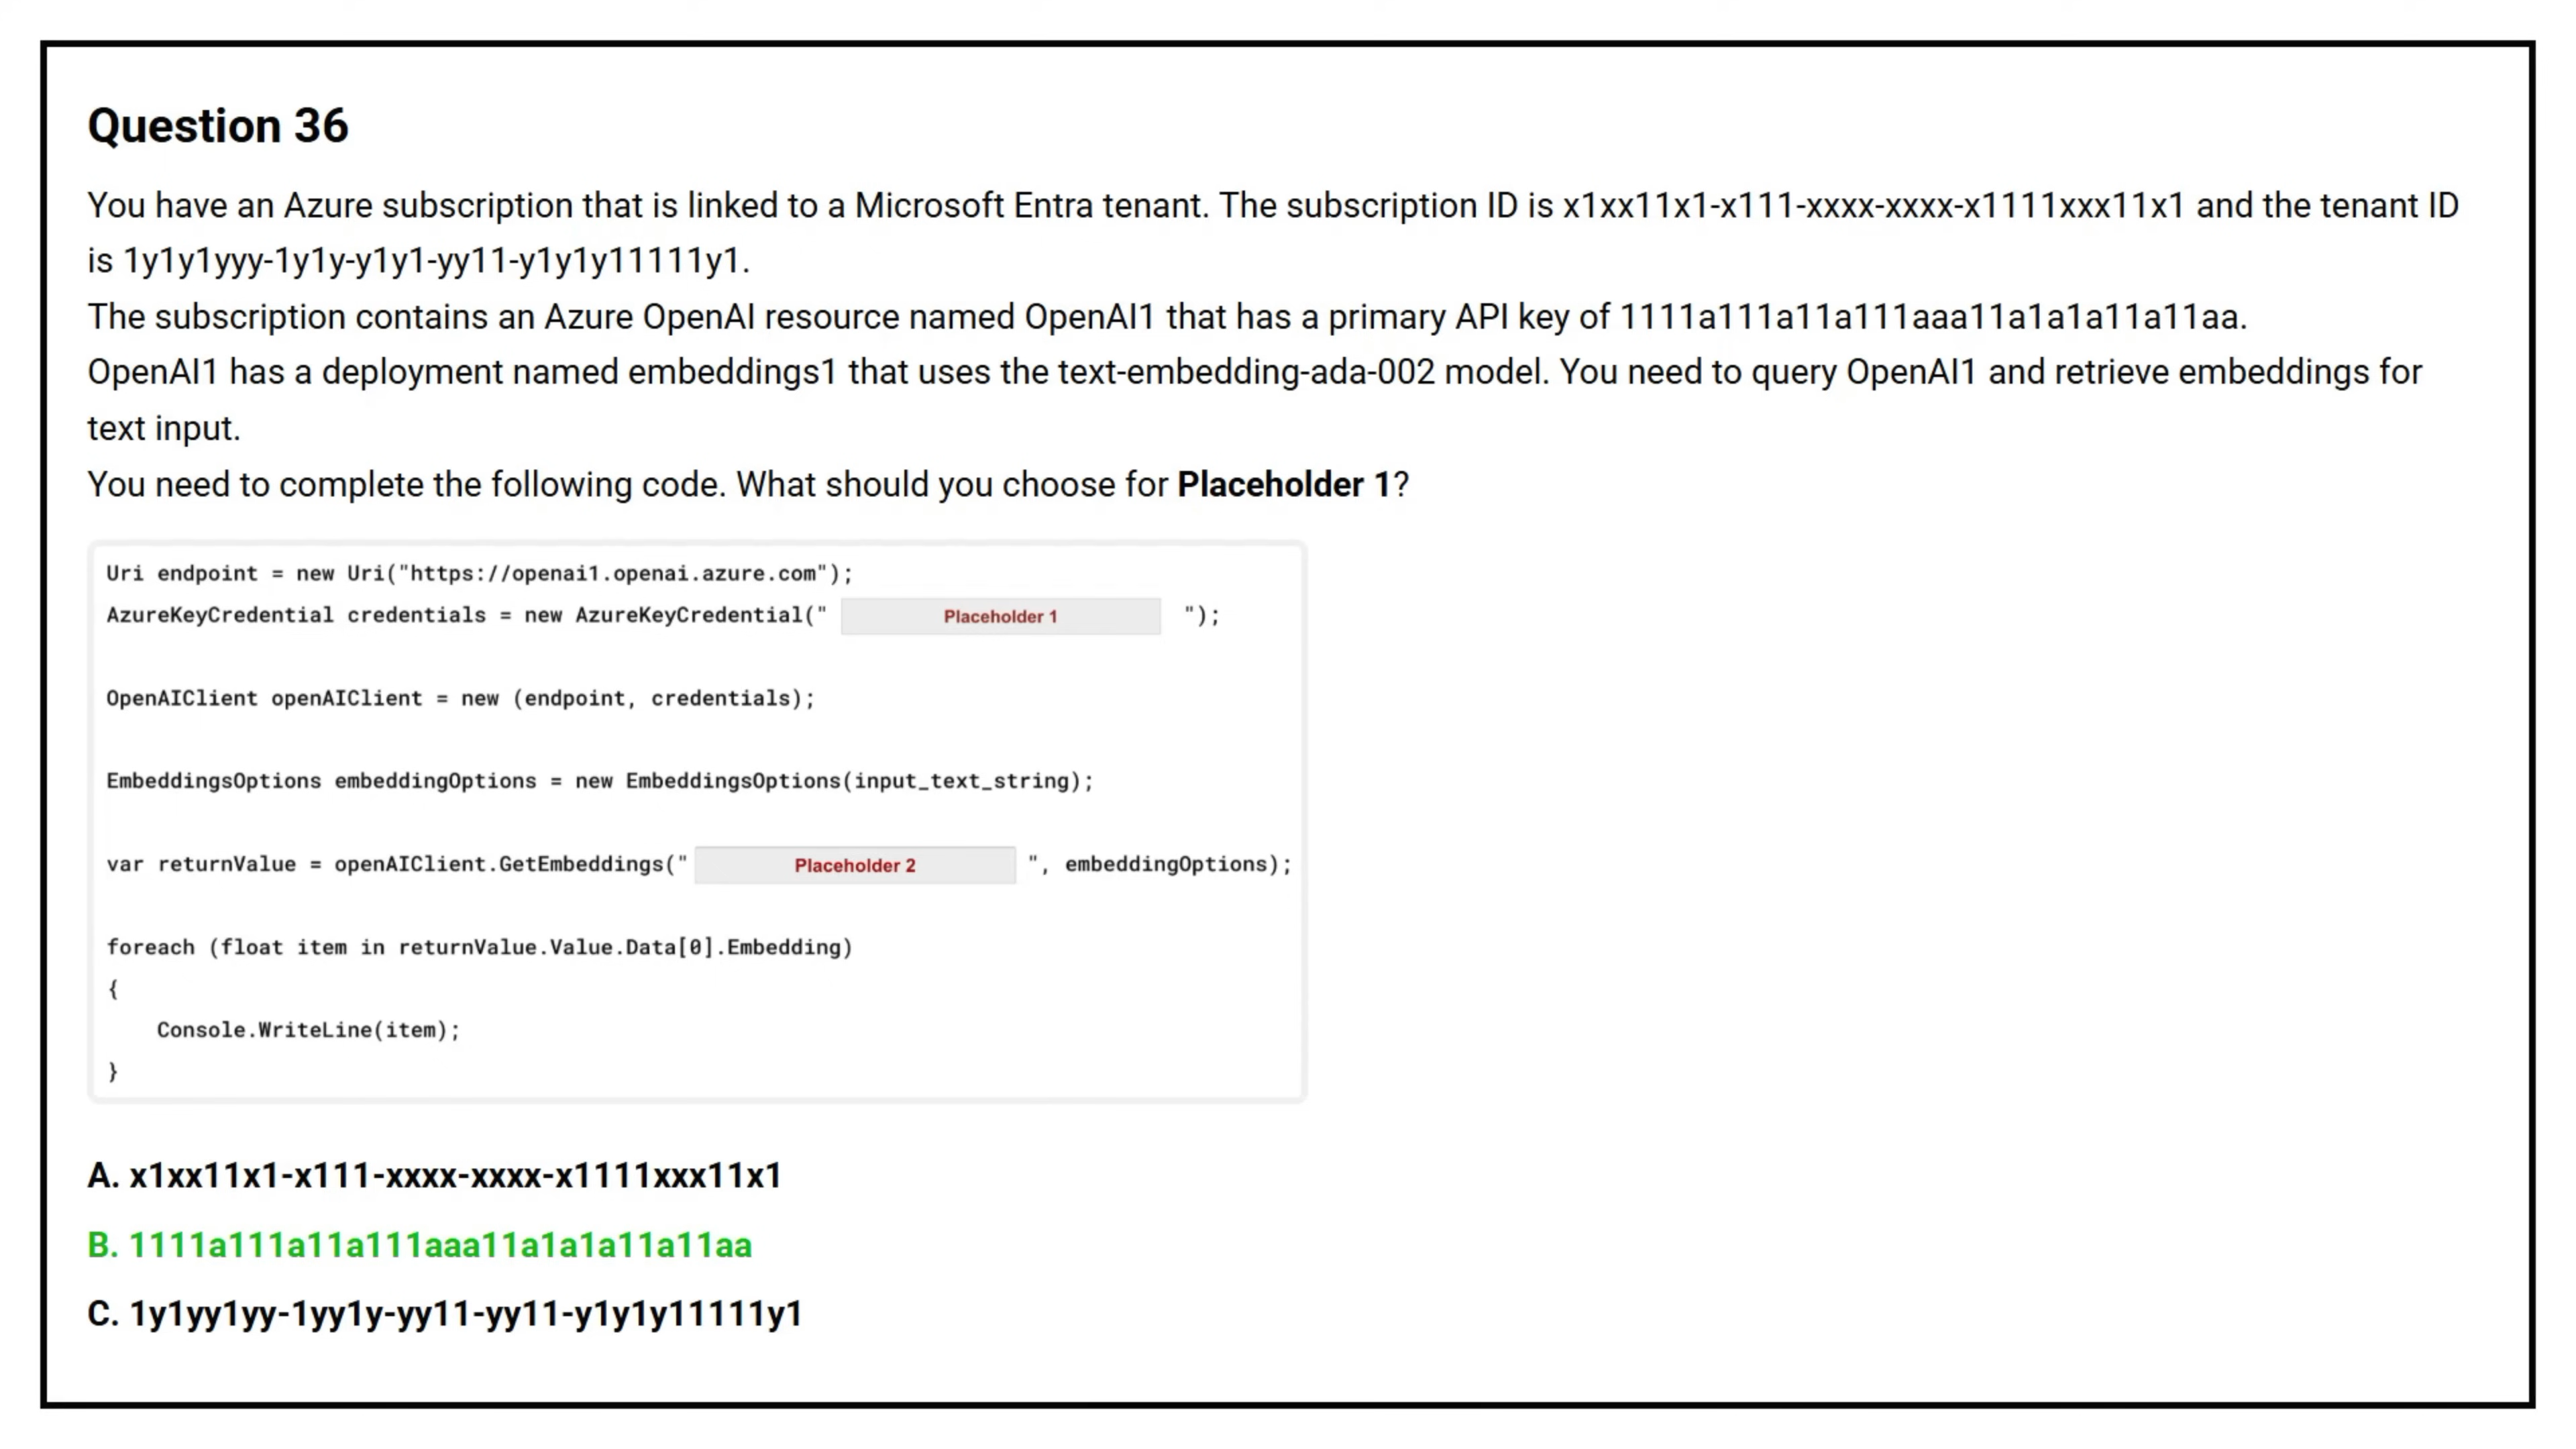 Question 36
You have an Azure subscription that is linked to a Microsoft Entra tenant. The subscription ID is x1xx11x1-x111-xxxx-xxxx-x1111xxx11x1 and the tenant ID
is 1y1y1yyy-1y1y-y1y1-yy11-y1y1y11111y1.
The subscription contains an Azure OpenAI resource named OpenAI1 that has a primary API key of 1111a111a11a111aaa11a1a1a11a11aa.
OpenAI1 has a deployment named embeddings1 that uses the text-embedding-ada-002 model. You need to query OpenAI1 and retrieve embeddings for
text input.
You need to complete the following code. What should you choose for Placeholder 1?
Uri endpoint = new Uri("https://openai1.openai.azure.com");
AzureKeyCredential credentials = new AzureKeyCredential(" Placeholder 1 ");
OpenAIClient openAIClient = new (endpoint, credentials);
EmbeddingsOptions embeddingOptions = new EmbeddingsOptions(input_text_string);
var returnValue = openAIClient.GetEmbeddings(" Placeholder 2 ", embeddingOptions);
foreach (float item in returnValue.Value.Data[0].Embedding)
{
Console.WriteLine(item);
}
A. x1xx11x1-x111-xxxx-xxxx-x1111xxx11x1
B. 1111a111a11a111aaa11a1a1a11a11aa
C. 1y1yy1yy-1yy1y-yy11-yy11-y1y1y11111y1